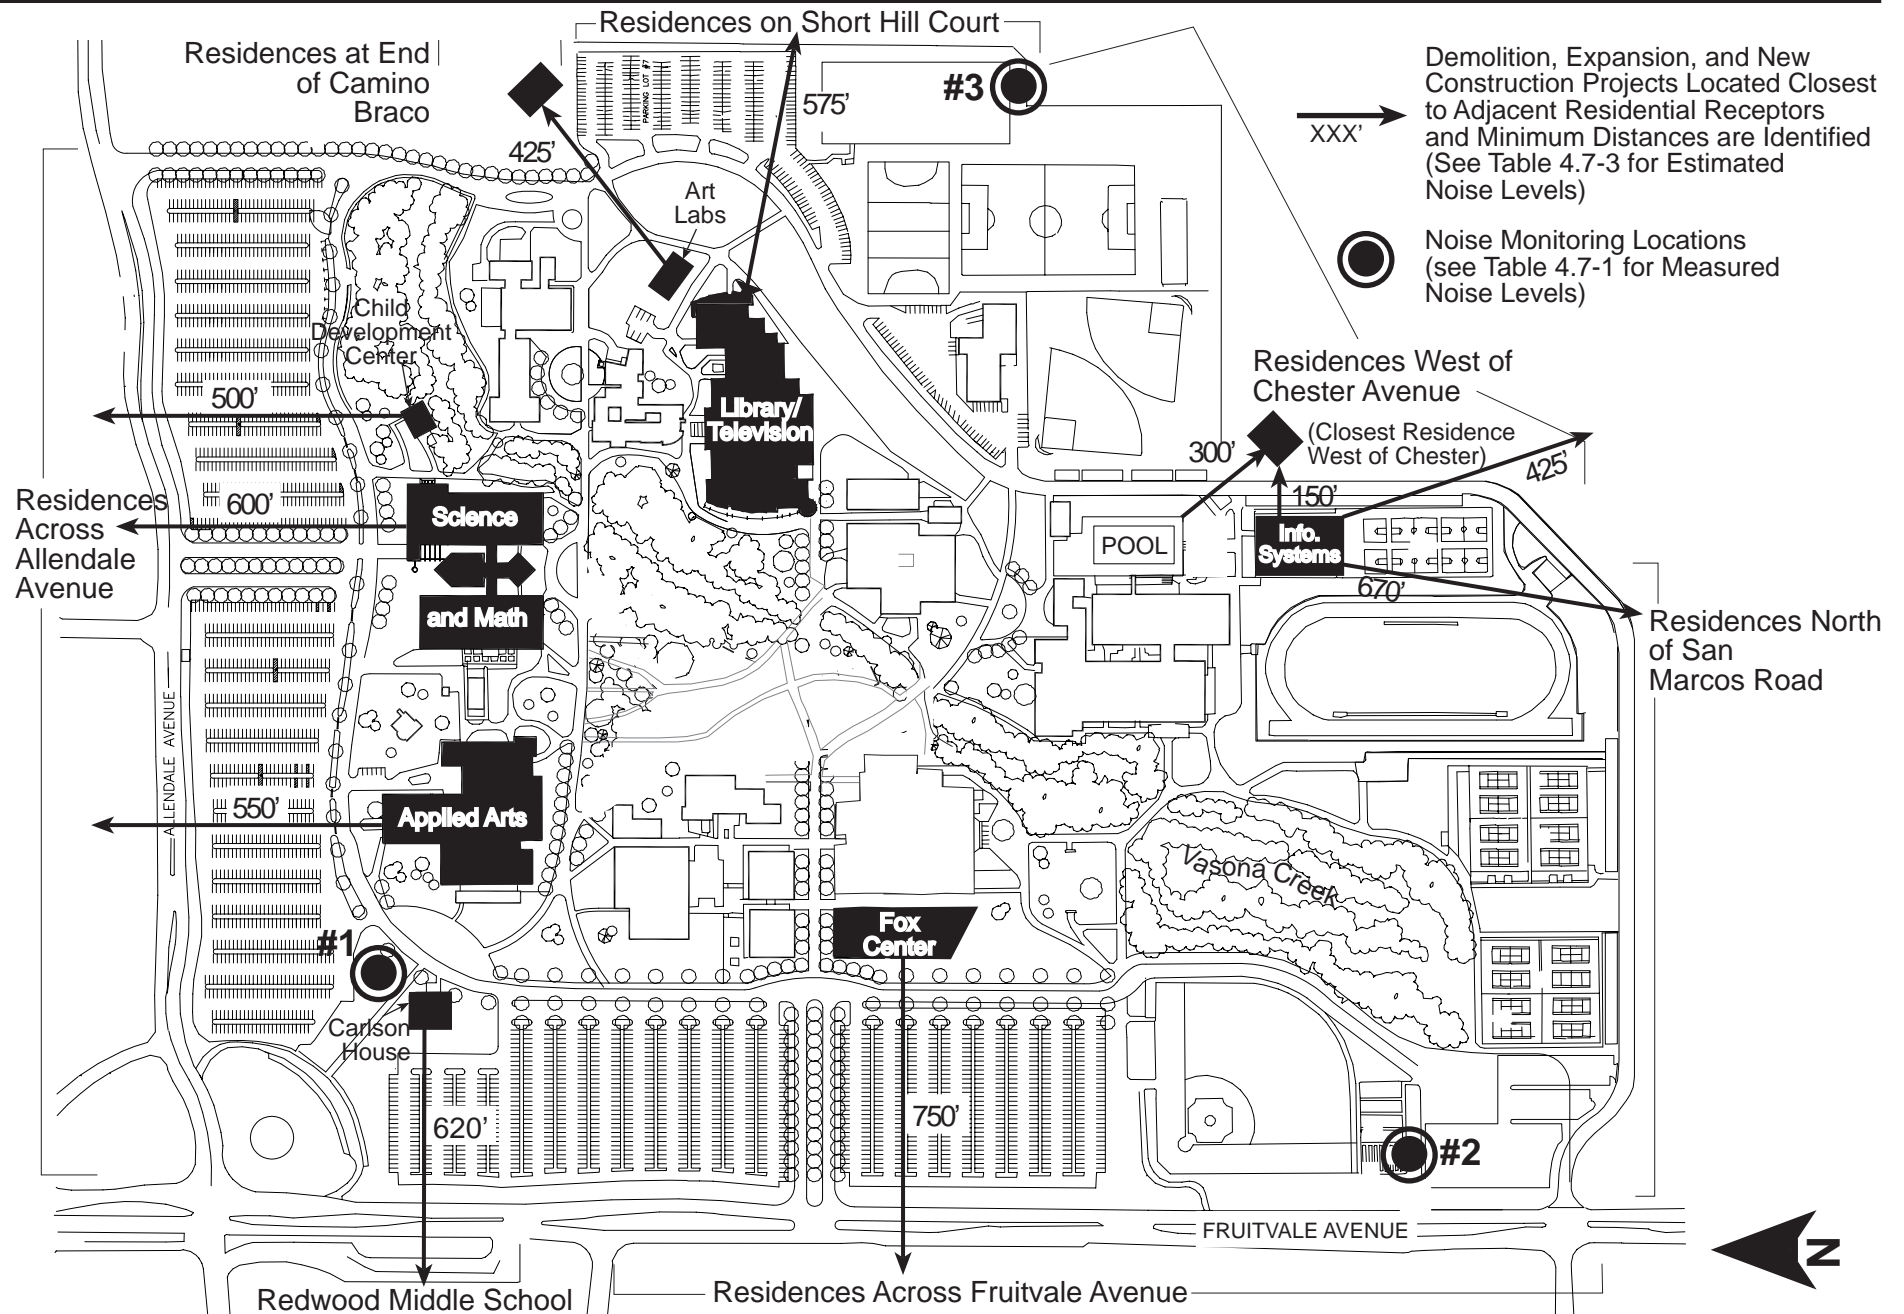 Residences on Short Hill Court
Residences at End
of Camino
Braco
PARKING LOT #7
575’
#3
425’
Art
Labs
XXX’
Demolition, Expansion, and New
Construction Projects Located Closest
to Adjacent Residential Receptors
and Minimum Distances are Identified
(See Table 4.7-3 for Estimated
Noise Levels)
Noise Monitoring Locations
(see Table 4.7-1 for Measured
Noise Levels)
Child
Development
Center
500’
Library/
Television
Residences West of
Chester Avenue
(Closest Residence
West of Chester)
300’
150’
425’
Residences
Across
Allendale
Avenue
600’
Science
and Math
POOL
Info.
Systems
670’
Residences North
of San
Marcos Road
ALLENDALE AVENUE
550’
Applied Arts
Vasona Creek
Fox
Center
#1
Carlson
House
620’
750’
#2
FRUITVALE AVENUE
N
Residences Across Fruitvale Avenue
Redwood Middle School